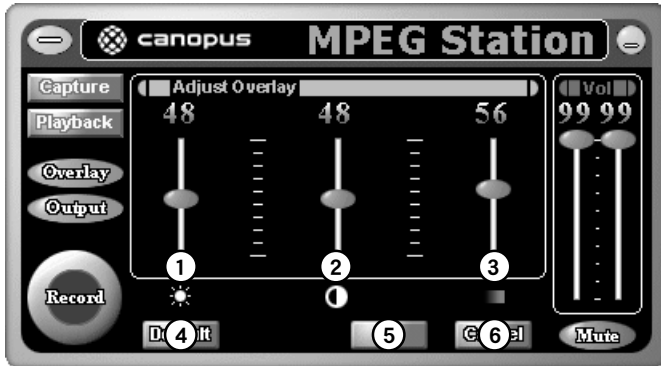 canopus MPEG Station
Capture
Adjust Overlay
Vol
Playback
48 48 56 99 99
Overlay
Output
1 2 3
Record
4 5 6
Mute